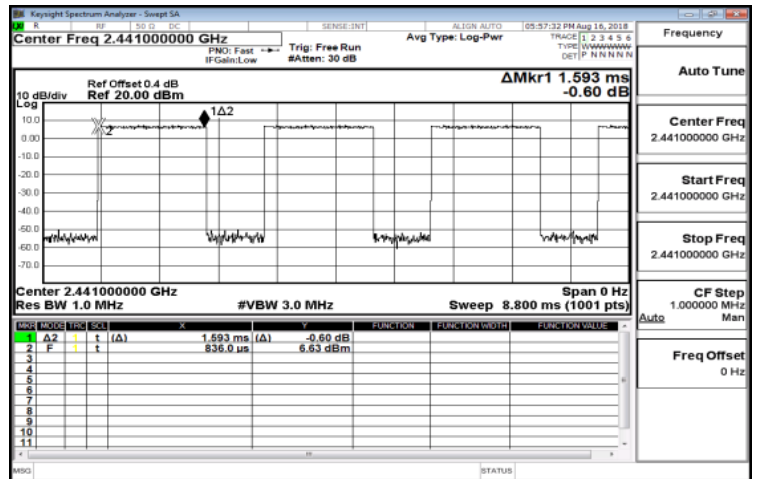 Keysight Spectrum Analyzer - Swept SA
R RF 50 Ω DC SENSE:INT ALIGN AUTO 05:57:32 PM Aug 16, 2018
Center Freq 2.441000000 GHz
PNO: Fast
IFGain:Low
Trig: Free Run
#Atten: 30 dB
Avg Type: Log-Pwr
TRACE 1 2 3 4 5 6
TYPE WWWWWWW
DET P NNNNN
Frequency
Auto Tune
Center Freq
2.441000000 GHz
Start Freq
2.441000000 GHz
Stop Freq
2.441000000 GHz
CF Step
1.000000 MHz
Auto Man
Freq Offset
0 Hz
Ref Offset 0.4 dB
10 dB/div Ref 20.00 dBm
ΔMkr1 1.593 ms
-0.60 dB
Log
10.0
0.00
-10.0
-20.0
-30.0
-40.0
-50.0
-60.0
-70.0
1Δ2
2
Center 2.441000000 GHz Span 0 Hz
Res BW 1.0 MHz #VBW 3.0 MHz Sweep 8.800 ms (1001 pts)
MKR MODE TRC SCL X Y FUNCTION FUNCTION WIDTH FUNCTION VALUE
1 Δ2 1 t (Δ) 1.593 ms (Δ) -0.60 dB
2 F 1 t 836.0 µs 6.63 dBm
3
4
5
6
7
8
9
10
11
MSG STATUS